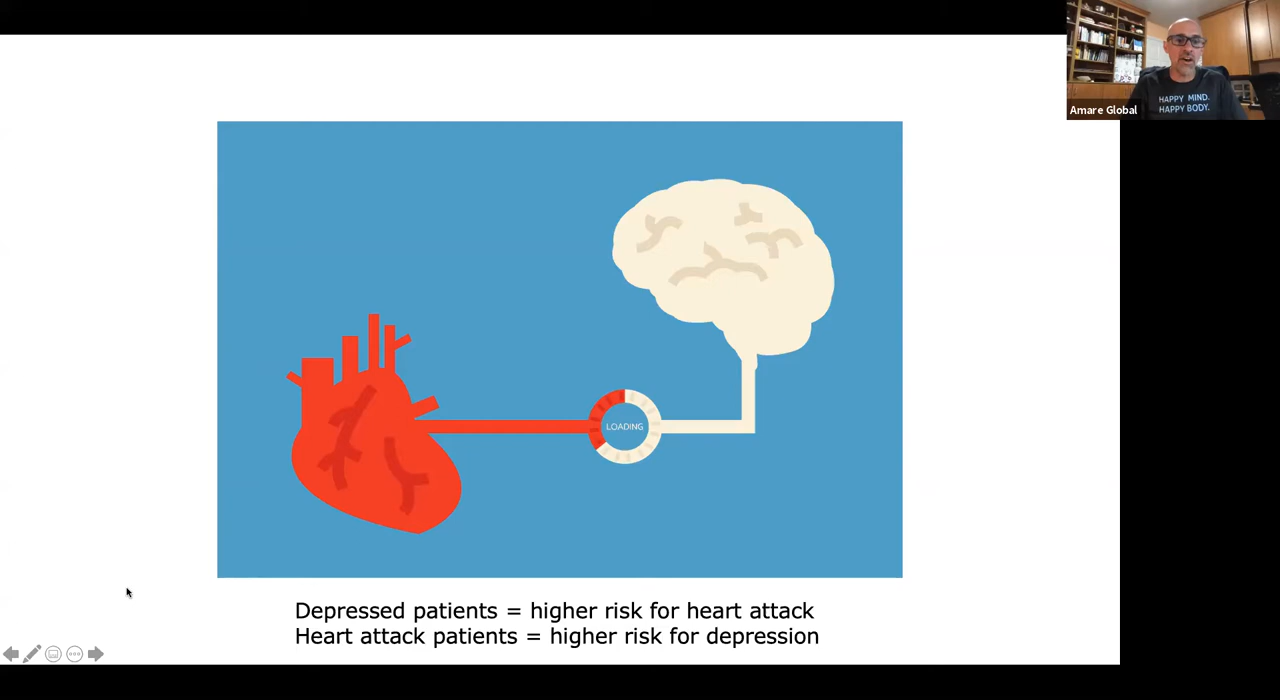 HAPPY MIND.
HAPPY BODY.
Amare Global
LOADING
Depressed patients = higher risk for heart attack
Heart attack patients = higher risk for depression